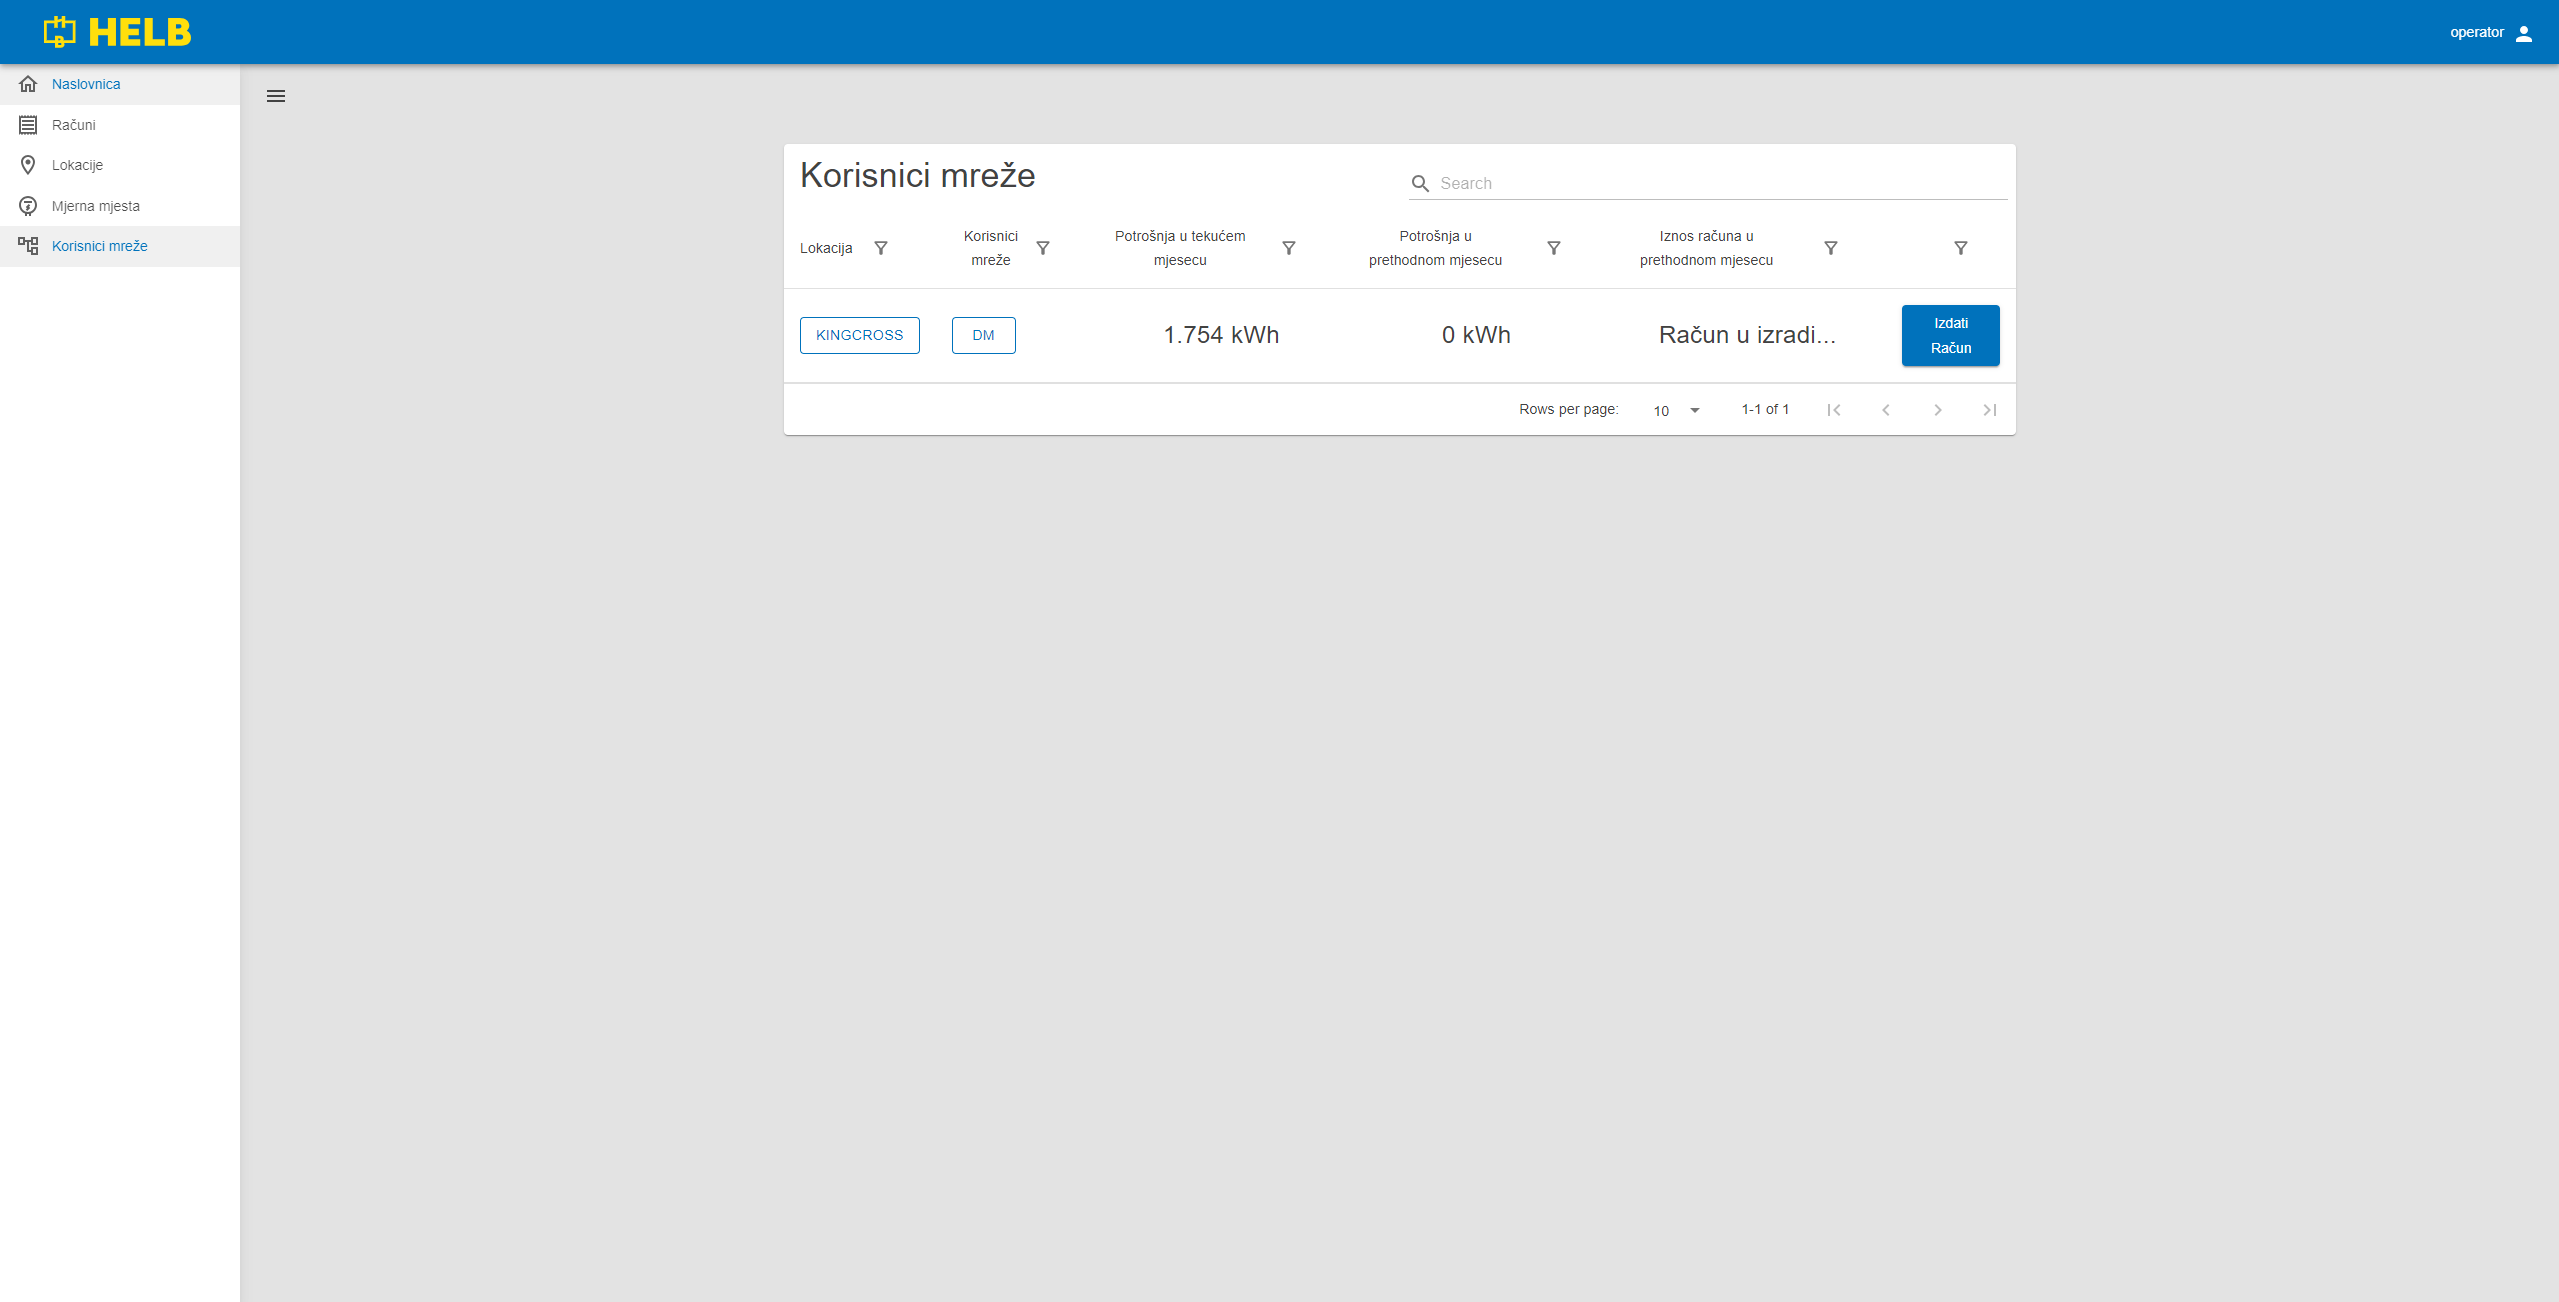 HELB
operator
Naslovnica
Računi
Lokacije
Mjerna mjesta
Korisnici mreže
Korisnici mreže
Search
Lokacija
Korisnici
mreže
Potrošnja u tekućem
mjesecu
Potrošnja u
prethodnom mjesecu
Iznos računa u
prethodnom mjesecu
KINGCROSS
DM
1.754 kWh
0 kWh
Račun u izradi...
Izdati
Račun
Rows per page:
10
1-1 of 1